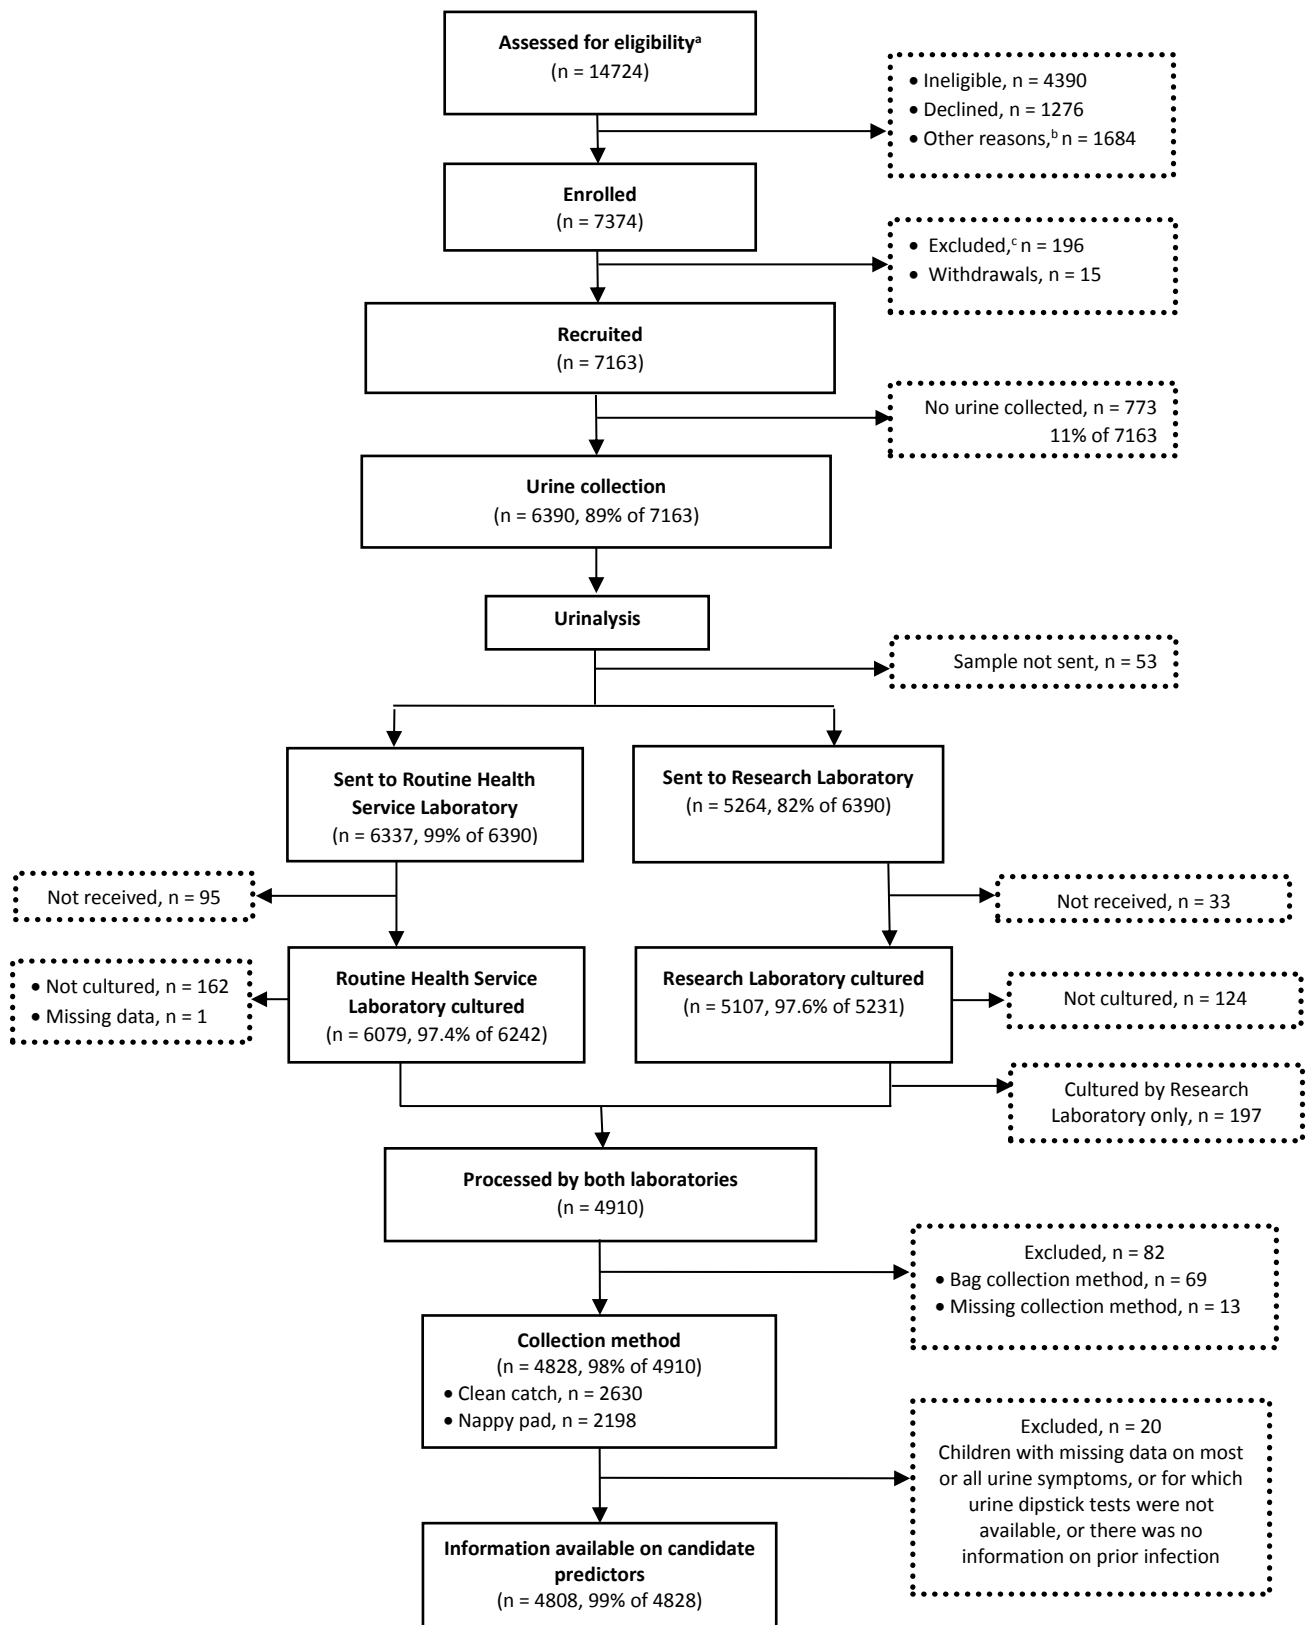 Assessed for eligibilityᵃ
(n = 14724)
• Ineligible, n = 4390
• Declined, n = 1276
• Other reasons,ᵇ n = 1684
Enrolled
(n = 7374)
• Excluded,ᶜ n = 196
• Withdrawals, n = 15
Recruited
(n = 7163)
No urine collected, n = 773
11% of 7163
Urine collection
(n = 6390, 89% of 7163)
Urinalysis
Sample not sent, n = 53
Sent to Routine Health
Service Laboratory
(n = 6337, 99% of 6390)
Sent to Research Laboratory
(n = 5264, 82% of 6390)
Not received, n = 95
Not received, n = 33
Routine Health Service
Laboratory cultured
(n = 6079, 97.4% of 6242)
• Not cultured, n = 162
• Missing data, n = 1
Research Laboratory cultured
(n = 5107, 97.6% of 5231)
Not cultured, n = 124
Cultured by Research
Laboratory only, n = 197
Processed by both laboratories
(n = 4910)
Excluded, n = 82
• Bag collection method, n = 69
• Missing collection method, n = 13
Collection method
(n = 4828, 98% of 4910)
• Clean catch, n = 2630
• Nappy pad, n = 2198
Excluded, n = 20
Children with missing data on most
or all urine symptoms, or for which
urine dipstick tests were not
available, or there was no
information on prior infection
Information available on candidate
predictors
(n = 4808, 99% of 4828)